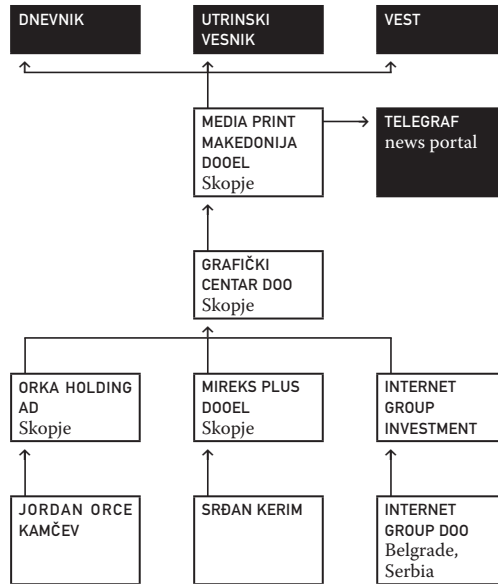 DNEVNIK
UTRINSKI
VESNIK
VEST
MEDIA PRINT
MAKEDONIJA
DOOEL
Skopje
TELEGRAF
news portal
GRAFIČKI
CENTAR DOO
Skopje
ORKA HOLDING
AD
Skopje
MIREKS PLUS
DOOEL
Skopje
INTERNET
GROUP
INVESTMENT
JORDAN ORCE
KAMČEV
SRĐAN KERIM
INTERNET
GROUP DOO
Belgrade,
Serbia